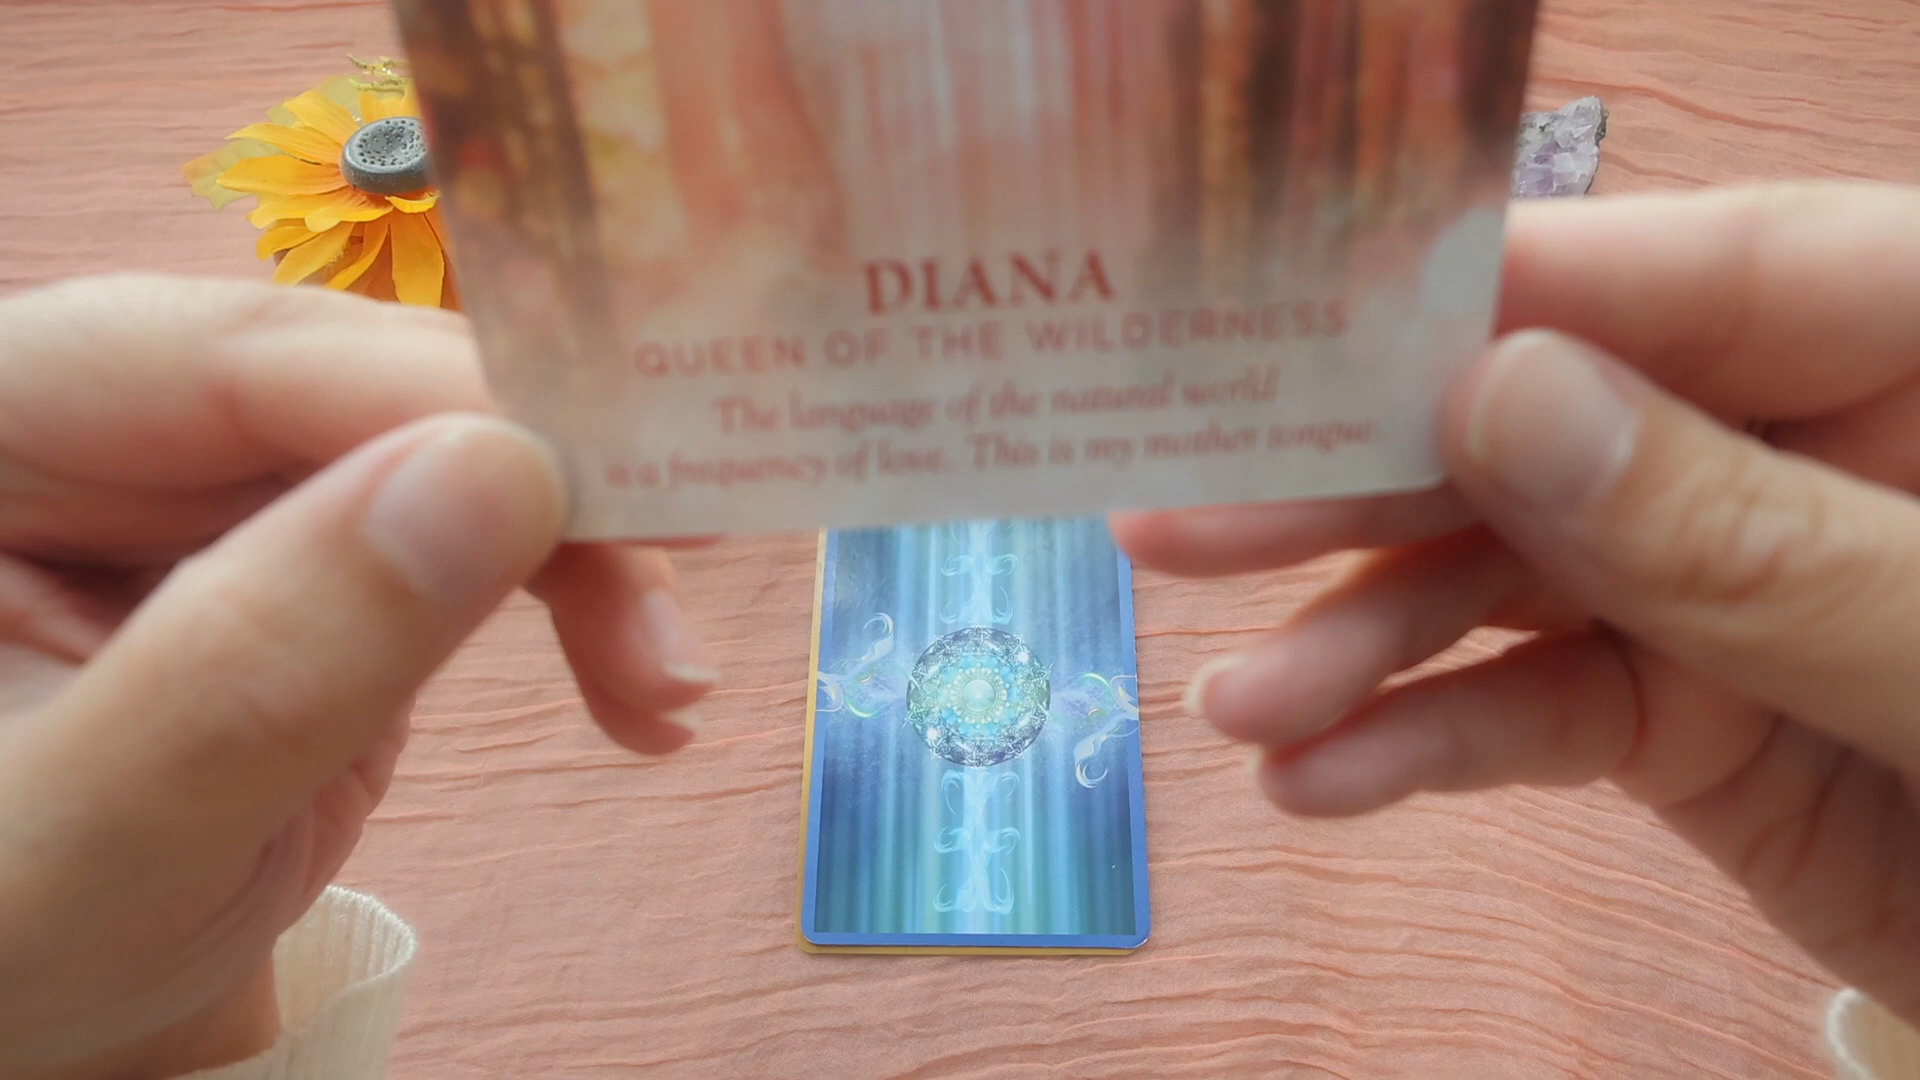 DIANA
QUEEN OF THE WILDERNESS
The language of the natural world
is a frequency of love. This is my mother tongue.